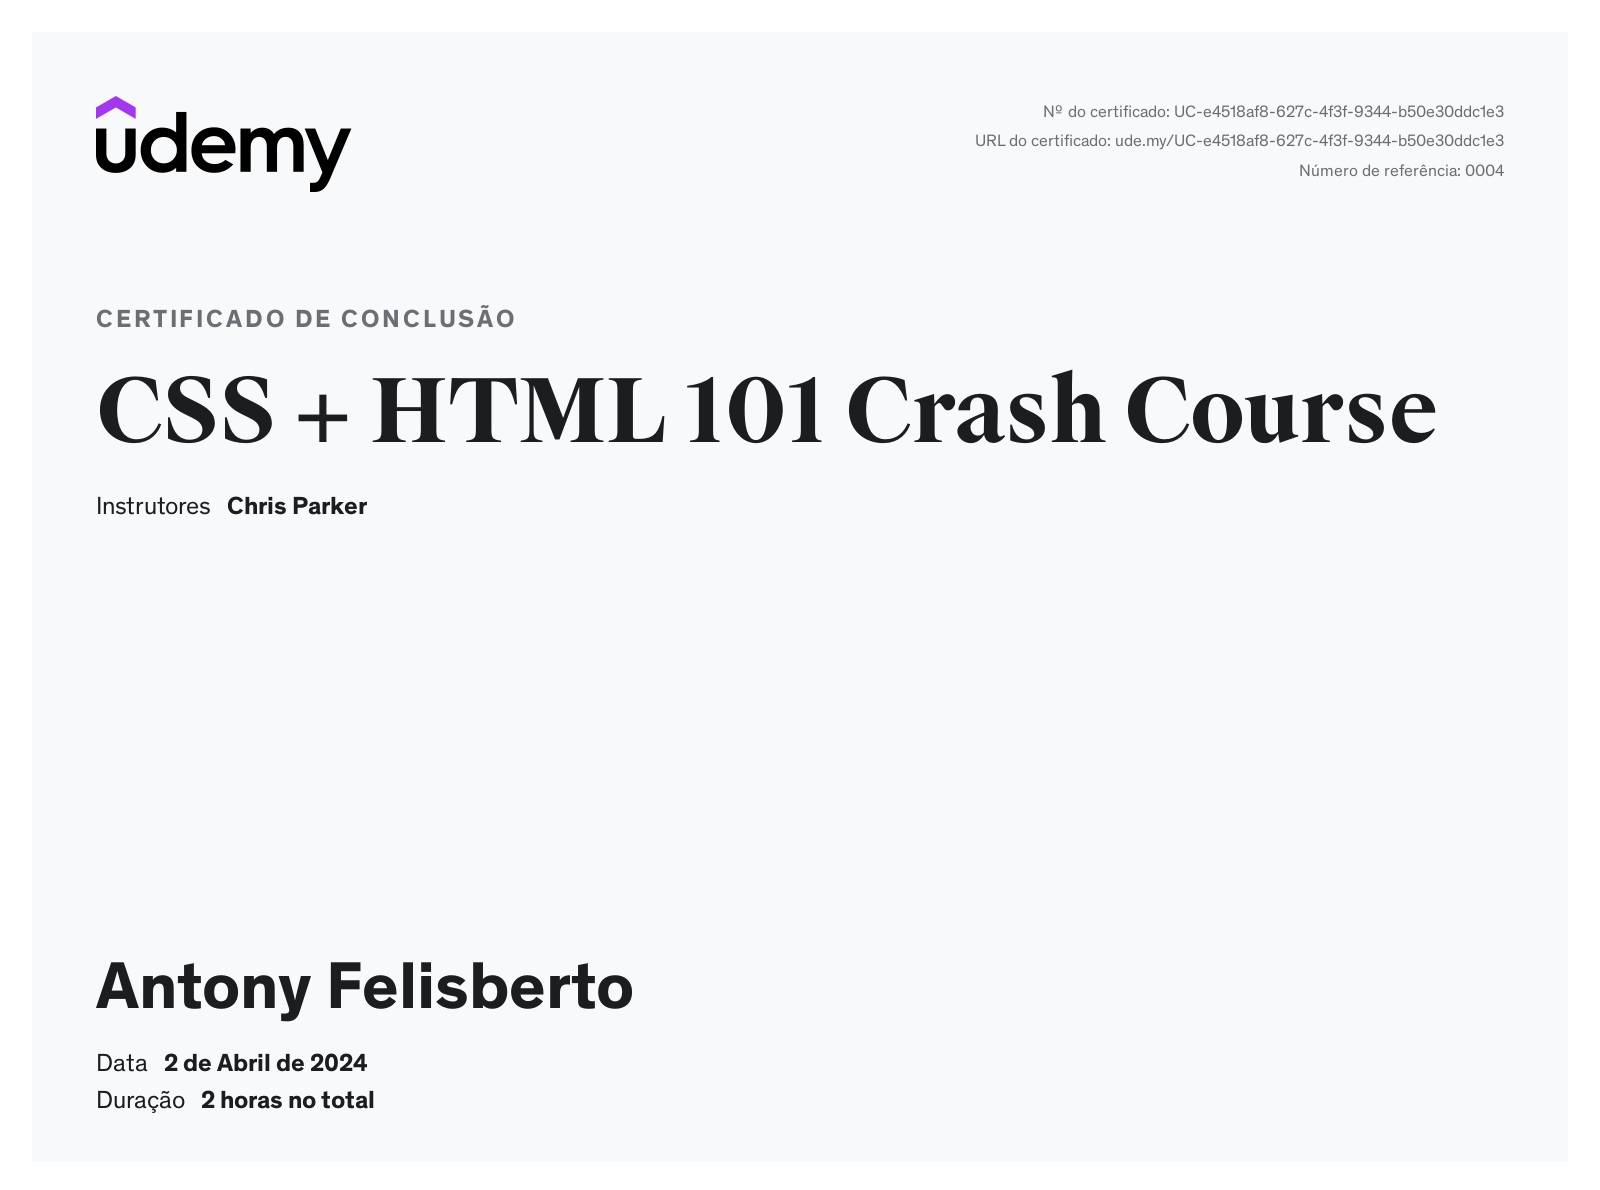 udemy
Nº do certificado: UC-e4518af8-627c-4f3f-9344-b50e30ddc1e3
URL do certificado: ude.my/UC-e4518af8-627c-4f3f-9344-b50e30ddc1e3
Número de referência: 0004
CERTIFICADO DE CONCLUSÃO
CSS + HTML 101 Crash Course
Instrutores Chris Parker
Antony Felisberto
Data 2 de Abril de 2024
Duração 2 horas no total